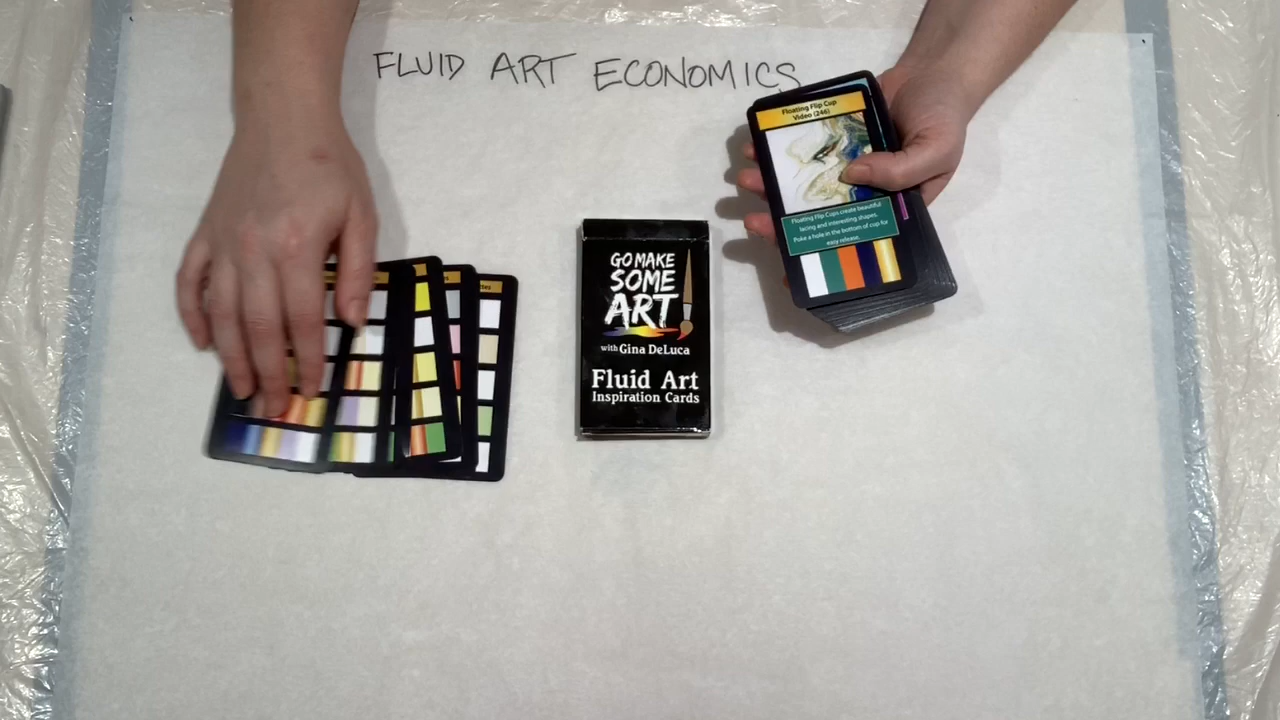 FLUID ART ECONOMICS
Floating Flip Cup
Video (246)
Floating Flip Cups create beautiful
lacing and interesting shapes.
Poke a hole in the bottom of cup for
easy release.
GO MAKE
SOME
ART
with Gina DeLuca
Fluid Art
Inspiration Cards